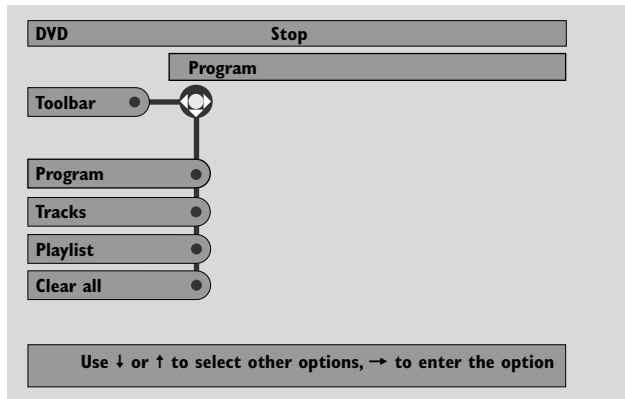 DVD Stop
Program
Toolbar
Program
Tracks
Playlist
Clear all
Use ↓ or ↑ to select other options, → to enter the option